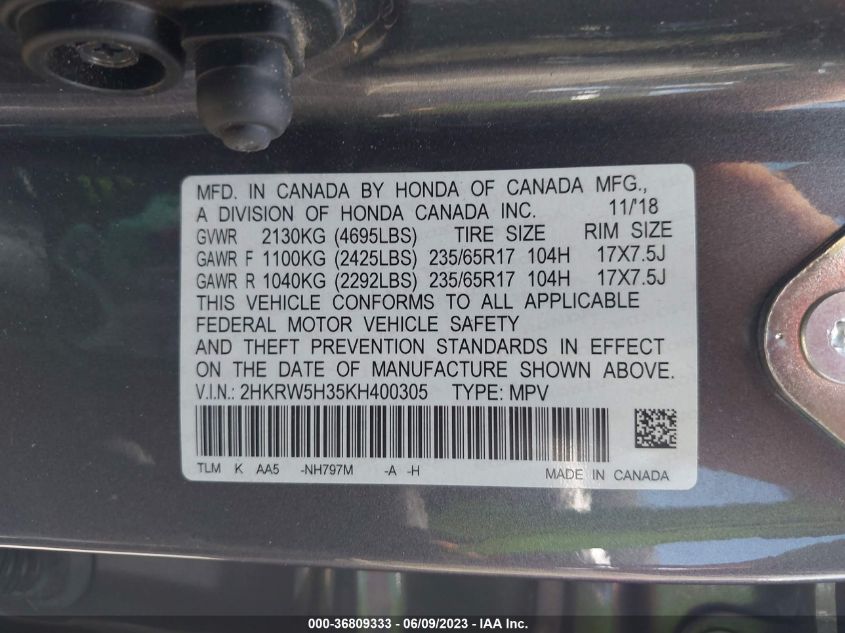 MFD. IN CANADA BY HONDA OF CANADA MFG.,
A DIVISION OF HONDA CANADA INC. 11/'18
GVWR 2130KG (4695LBS) TIRE SIZE RIM SIZE
GAWR F 1100KG (2425LBS) 235/65R17 104H 17X7.5J
GAWR R 1040KG (2292LBS) 235/65R17 104H 17X7.5J
THIS VEHICLE CONFORMS TO ALL APPLICABLE
FEDERAL MOTOR VEHICLE SAFETY
AND THEFT PREVENTION STANDARDS IN EFFECT
ON THE DATE OF MANUFACTURE SHOWN ABOVE.
V.I.N.: 2HKRW5H35KH400305 TYPE: MPV
TLM K AA5 -NH797M -A -H MADE IN CANADA
000-36809333 - 06/09/2023 - IAA Inc.